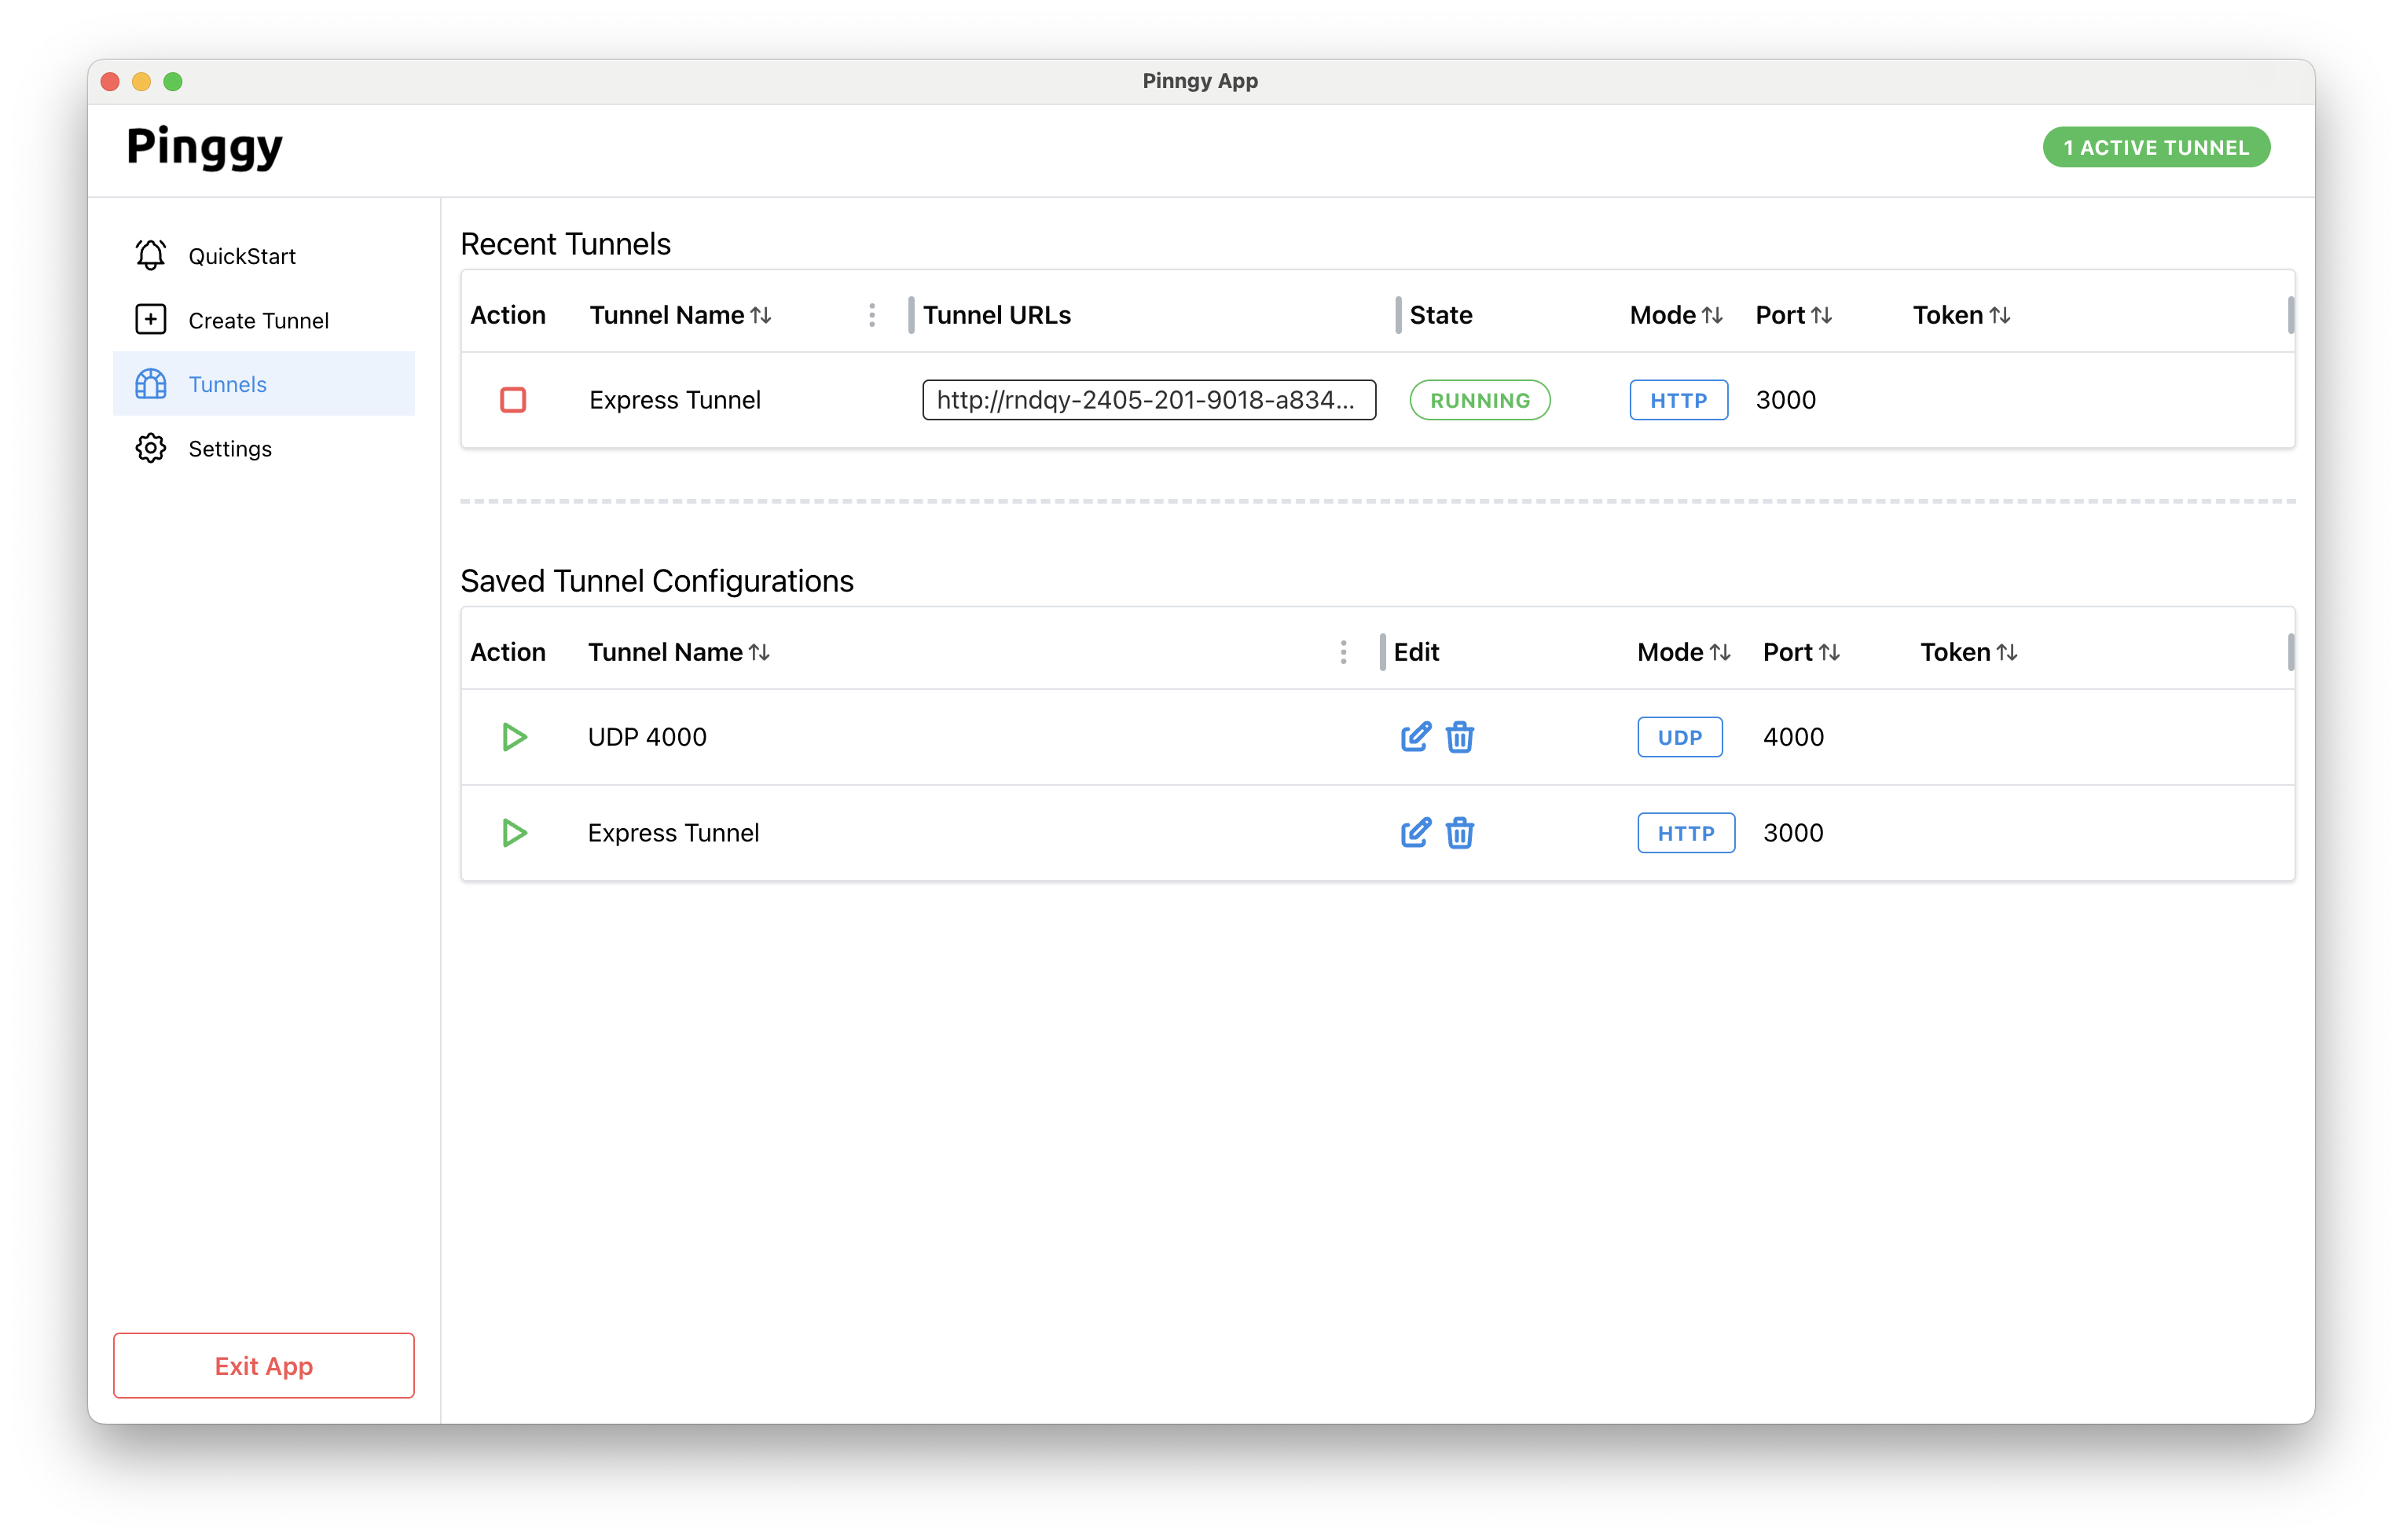 Pinngy App
Pinggy
1 ACTIVE TUNNEL
QuickStart
Create Tunnel
Tunnels
Settings
Exit App
Recent Tunnels
Action Tunnel Name Tunnel URLs State Mode Port Token
Express Tunnel http://rndqy-2405-201-9018-a834... RUNNING HTTP 3000
Saved Tunnel Configurations
Action Tunnel Name Edit Mode Port Token
UDP 4000 UDP 4000
Express Tunnel HTTP 3000